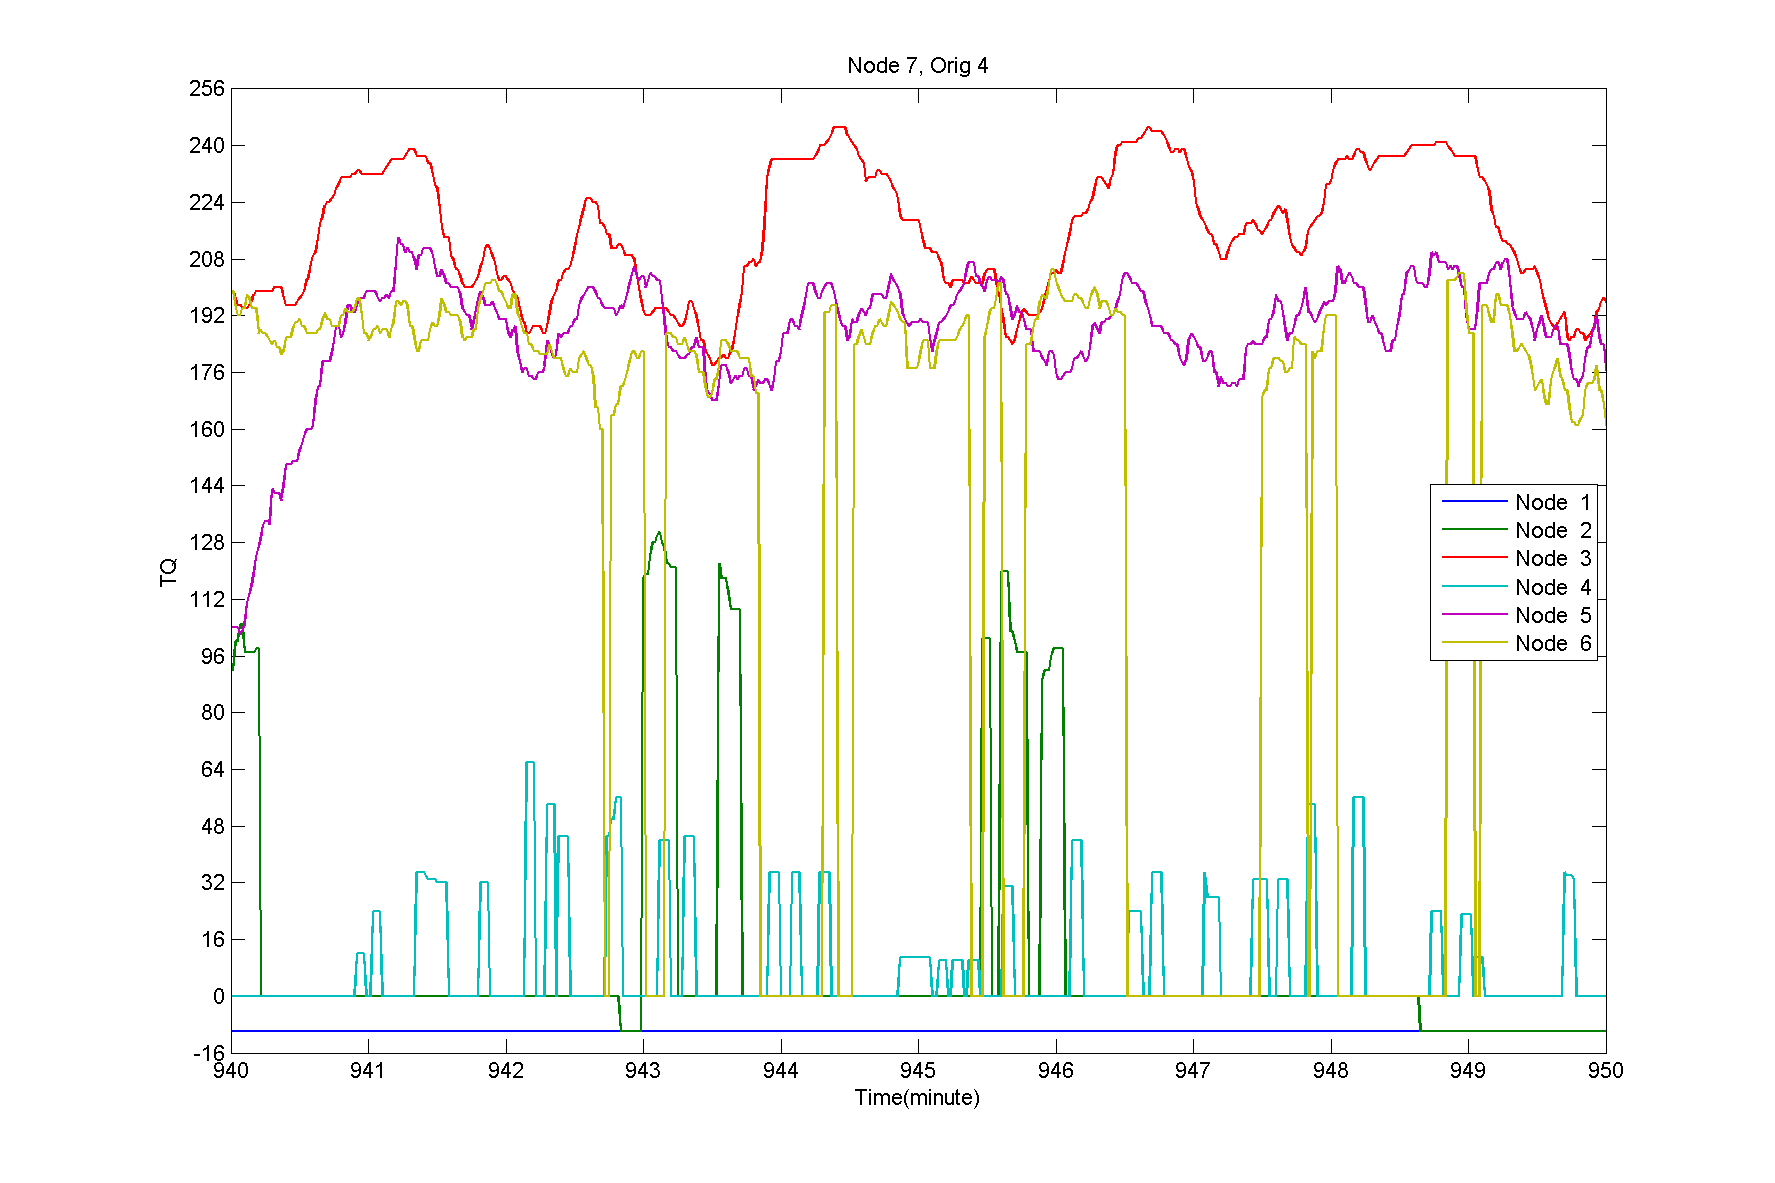 Node 7, Orig 4
256
240
224
208
192
176
160
144
128
112
96
80
64
48
32
16
0
-16
TQ
940 941 942 943 944 945 946 947 948 949 950
Time(minute)
Node 1
Node 2
Node 3
Node 4
Node 5
Node 6